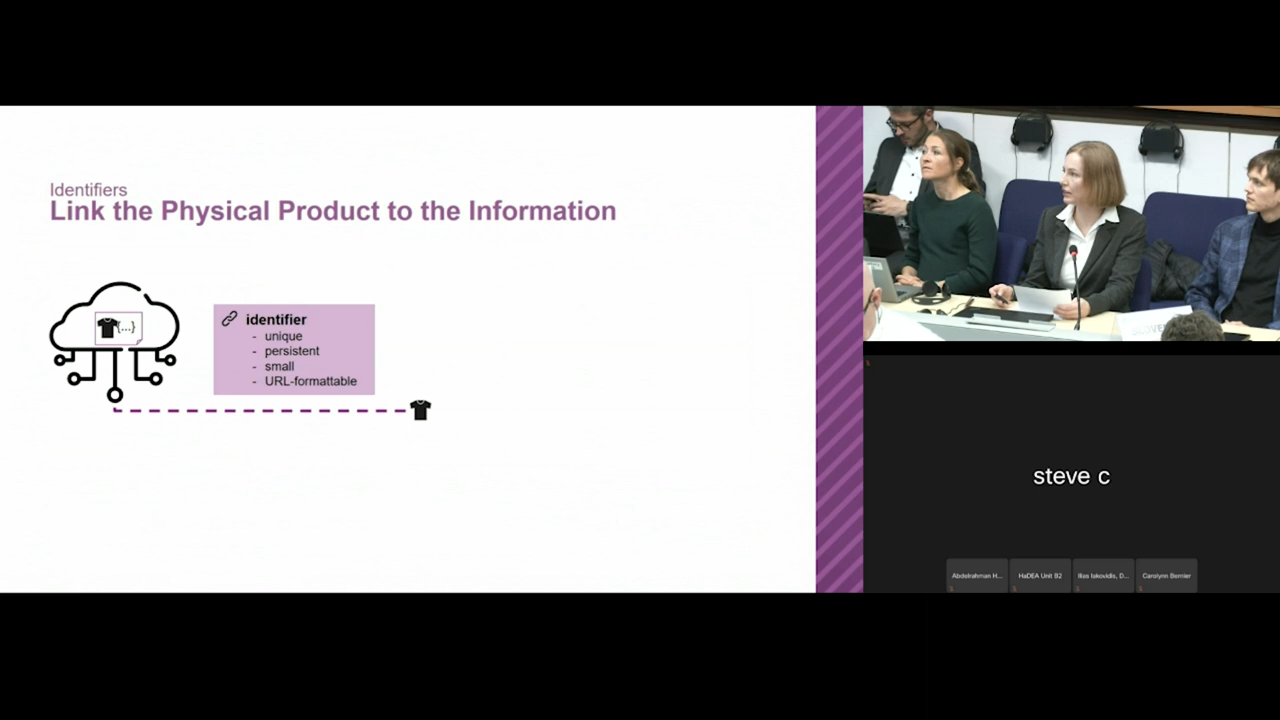 Identifiers
Link the Physical Product to the Information
{...}
identifier
- unique
- persistent
- small
- URL-formattable
steve c
Abdelrahman H...
HaDEA Unit B2
Ilias Iakovidis, D...
Carolynn Bernier